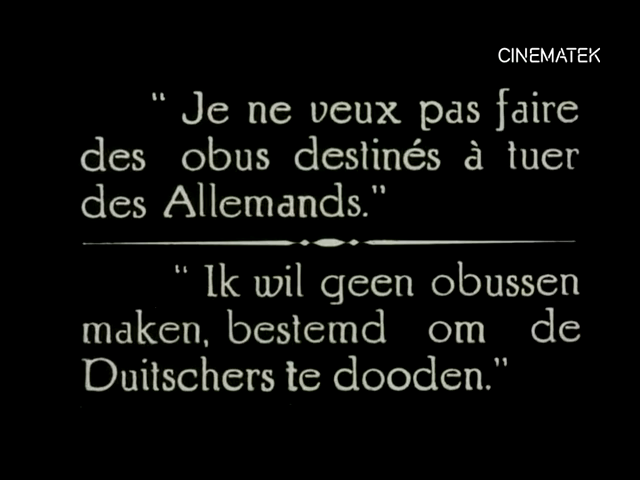 CINEMATEK
" Je ne veux pas faire
des obus destinés à tuer
des Allemands."
" Ik wil geen obussen
maken, bestemd om de
Duitschers te dooden."